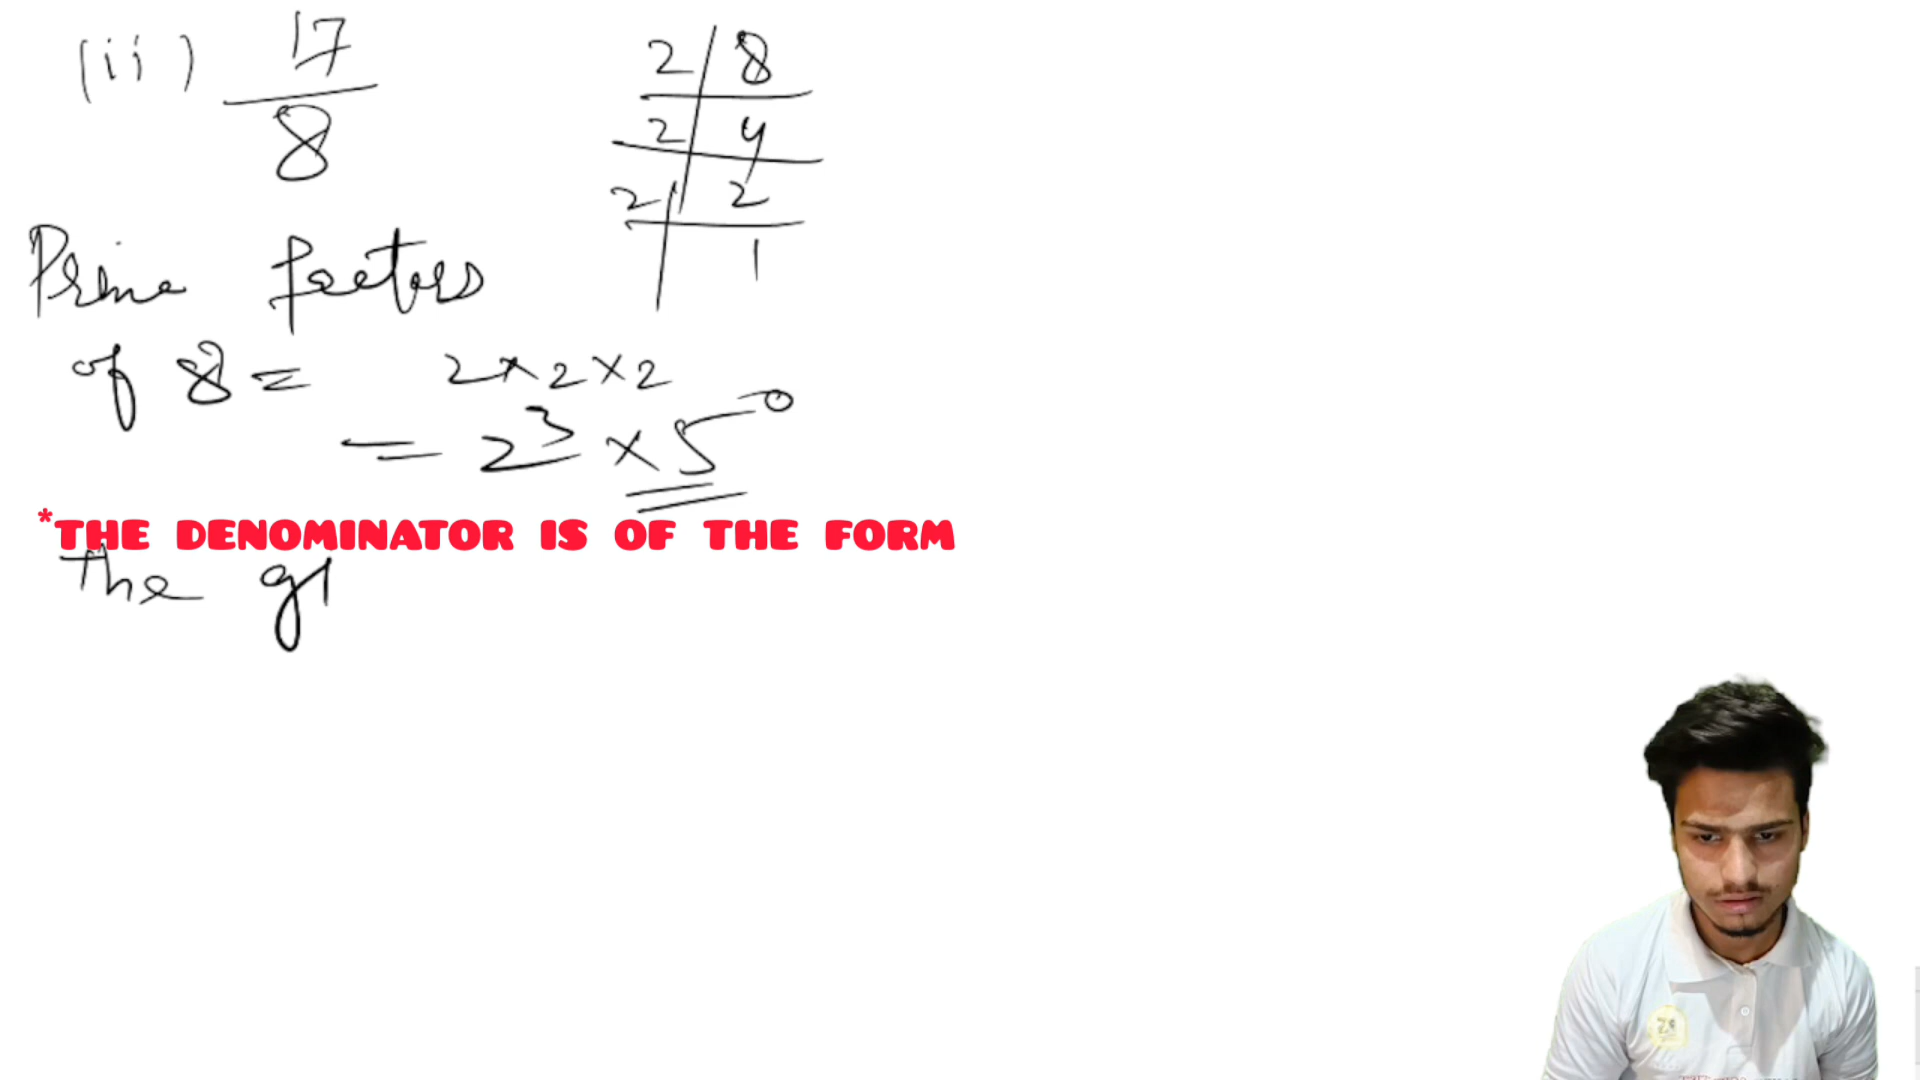 (ii) 17
8
2 8
2 4
2 2
1
Prime factors
of 8 = 2 × 2 × 2
= 2³ × 5⁰
*THE DENOMINATOR IS OF THE FORM
the gi